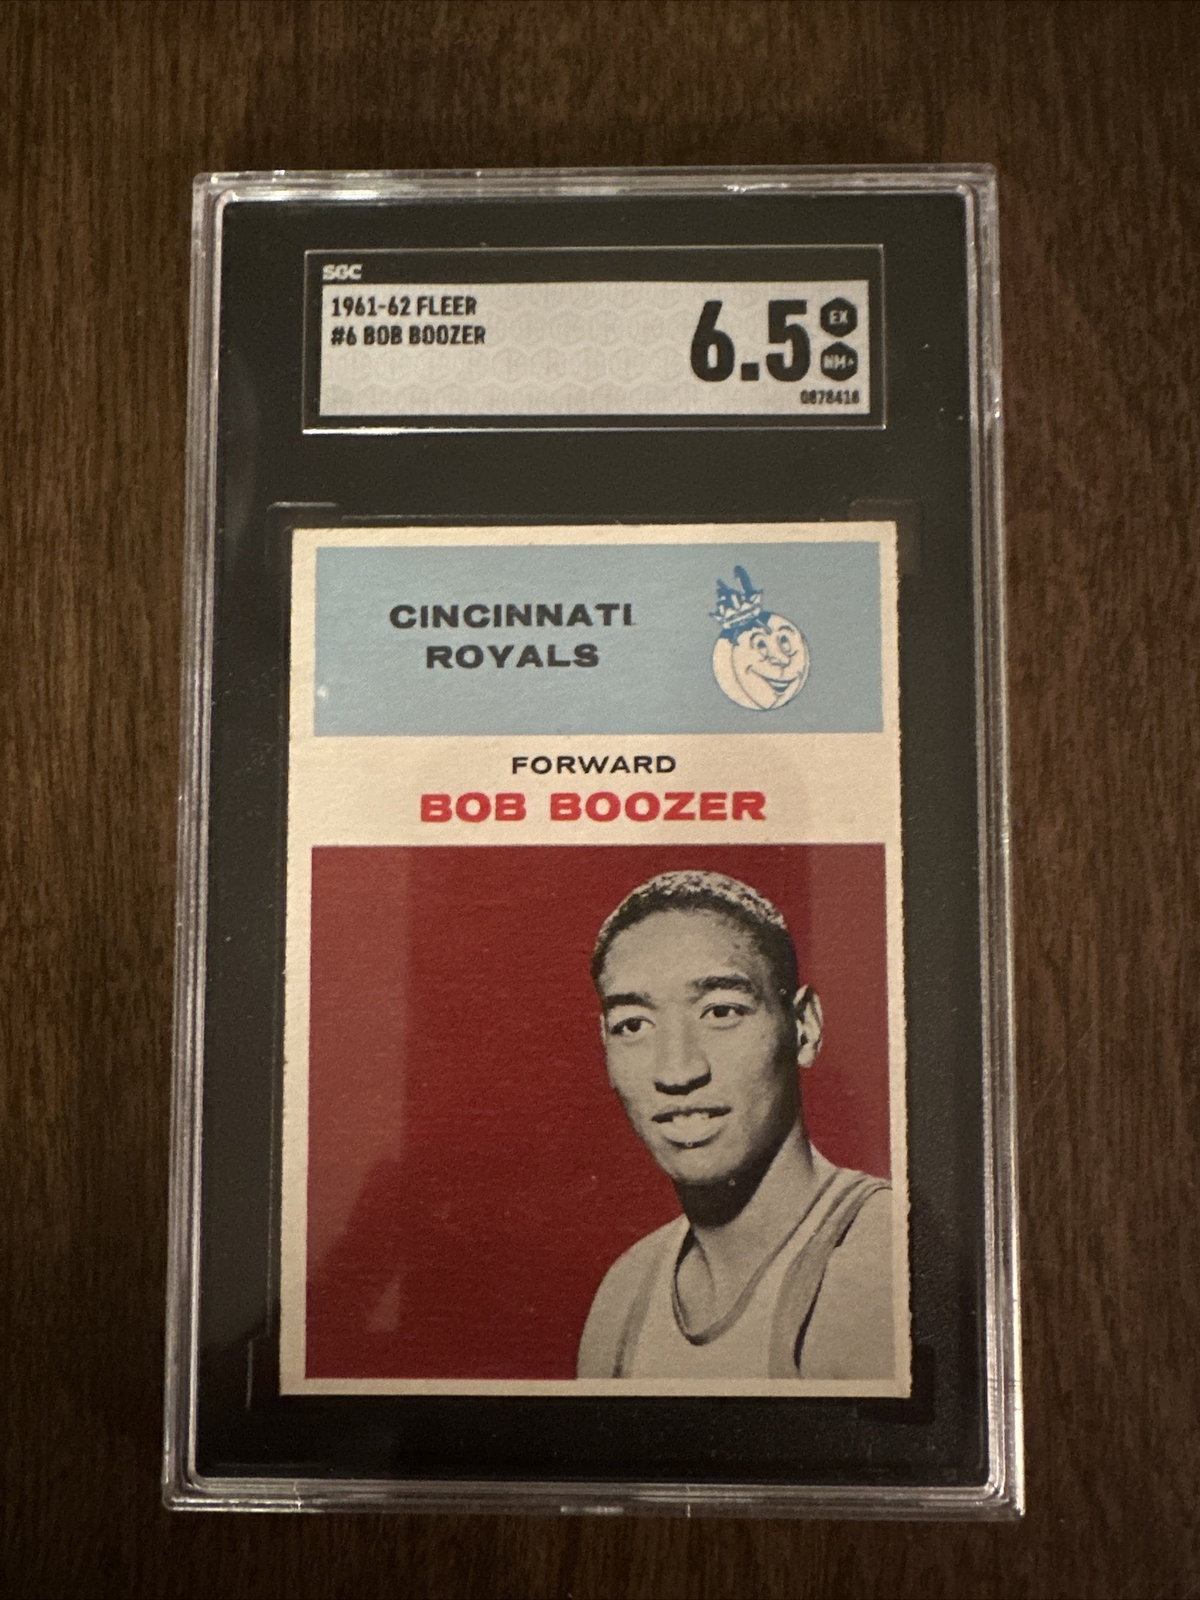 SGC
1961-62 FLEER
#6 BOB BOOZER
6.5
EX
NM+
0878418
CINCINNATI
ROYALS
FORWARD
BOB BOOZER